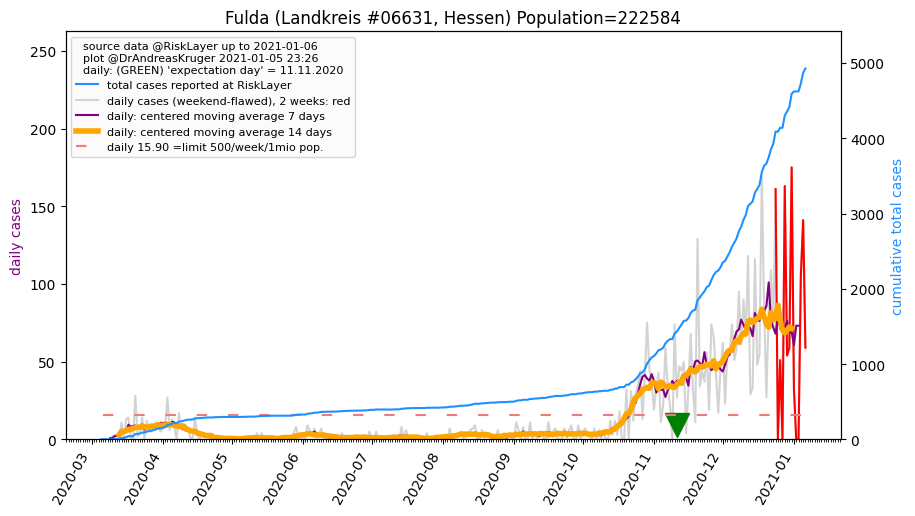 Fulda (Landkreis #06631, Hessen) Population=222584
source data @RiskLayer up to 2021-01-06
plot @DrAndreasKruger 2021-01-05 23:26
daily: (GREEN) 'expectation day' = 11.11.2020
total cases reported at RiskLayer
daily cases (weekend-flawed), 2 weeks: red
daily: centered moving average 7 days
daily: centered moving average 14 days
daily 15.90 =limit 500/week/1mio pop.
daily cases
250
200
150
100
50
0
cumulative total cases
5000
4000
3000
2000
1000
0
2020-03
2020-04
2020-05
2020-06
2020-07
2020-08
2020-09
2020-10
2020-11
2020-12
2021-01